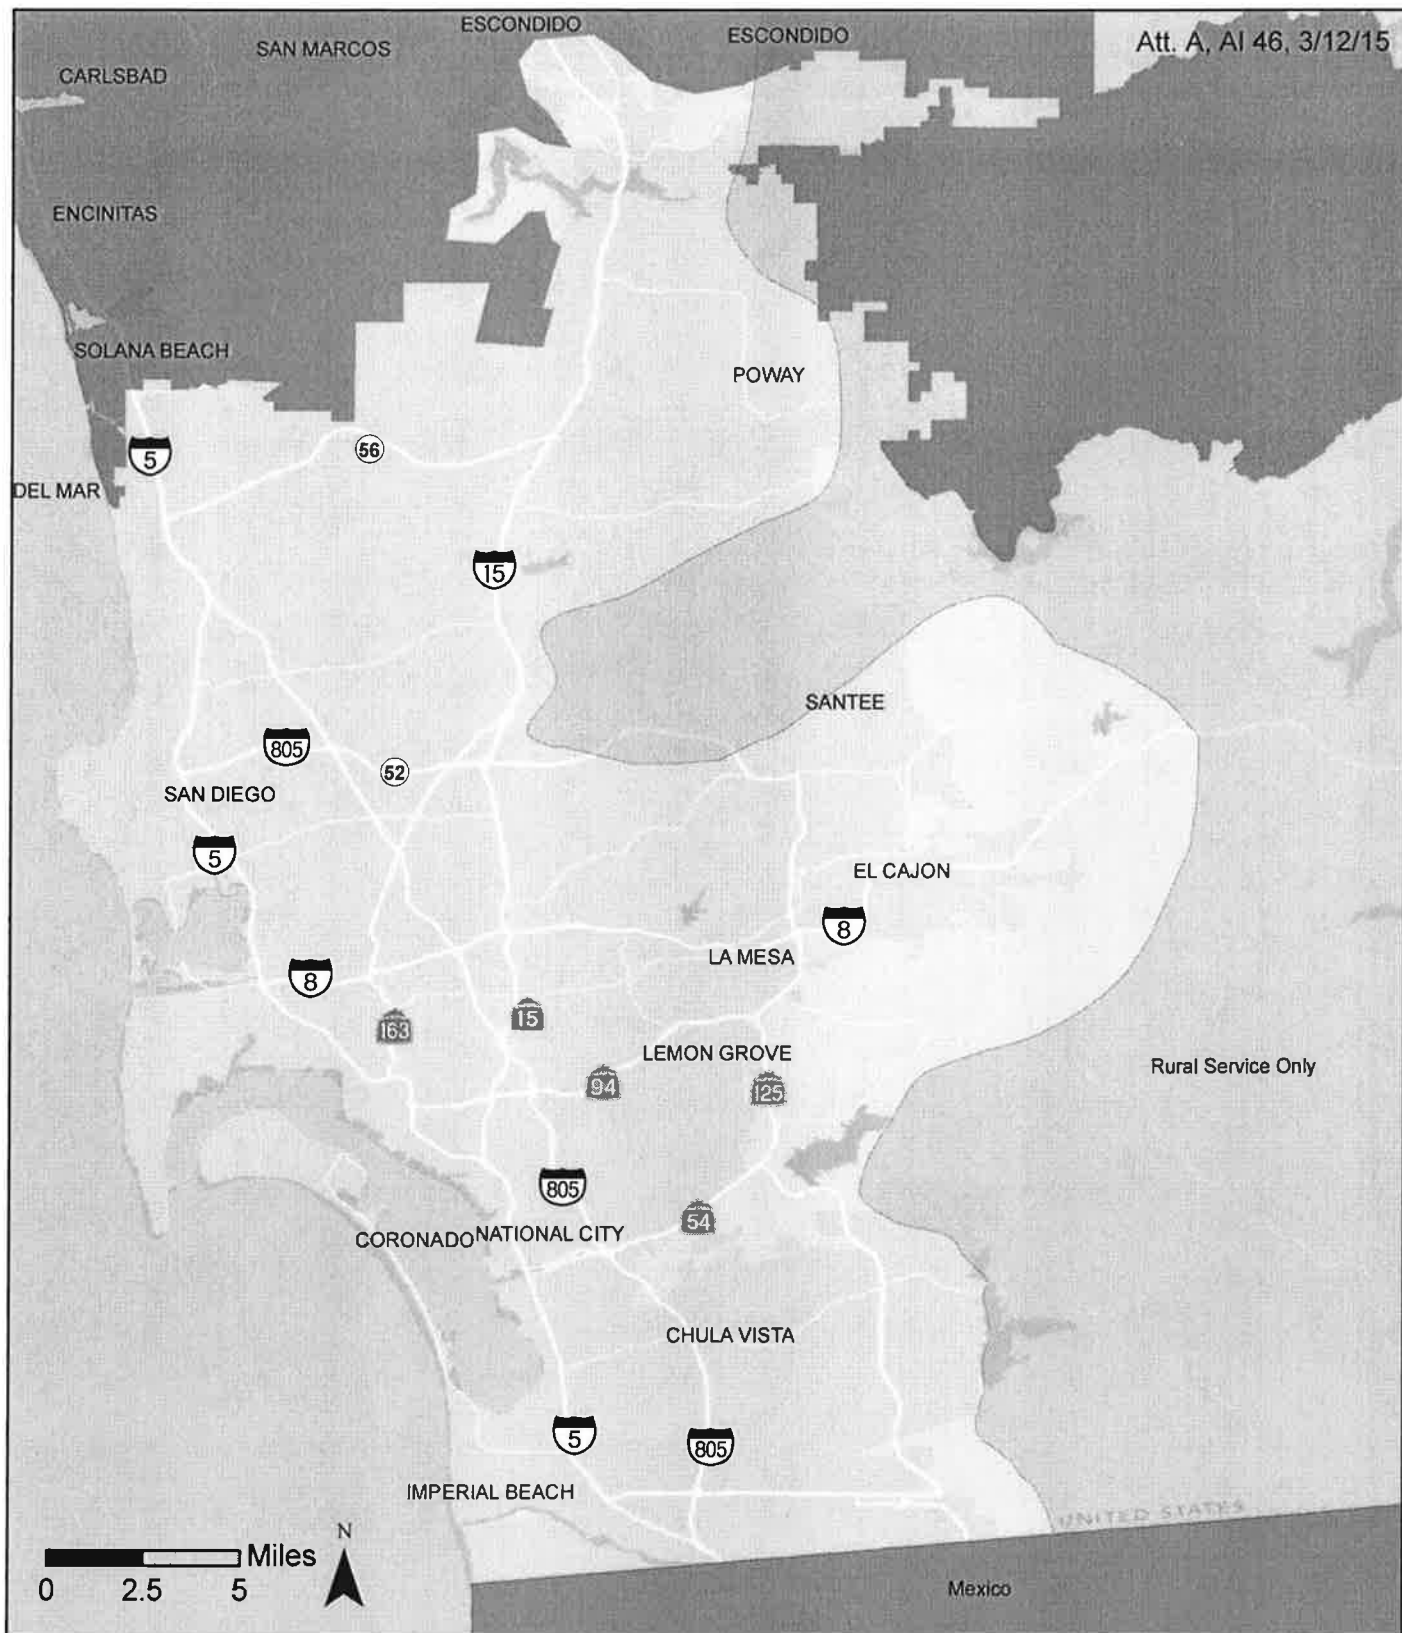 ESCONDIDO
ESCONDIDO
Att. A, AI 46, 3/12/15
SAN MARCOS
CARLSBAD
ENCINITAS
SOLANA BEACH
POWAY
56
5
DEL MAR
15
SANTEE
805
52
SAN DIEGO
5
EL CAJON
8
LA MESA
8
15
163
LEMON GROVE
Rural Service Only
94
125
805
54
CORONADO
NATIONAL CITY
CHULA VISTA
5
805
IMPERIAL BEACH
UNITED STATES
N
Miles
0 2.5 5
Mexico